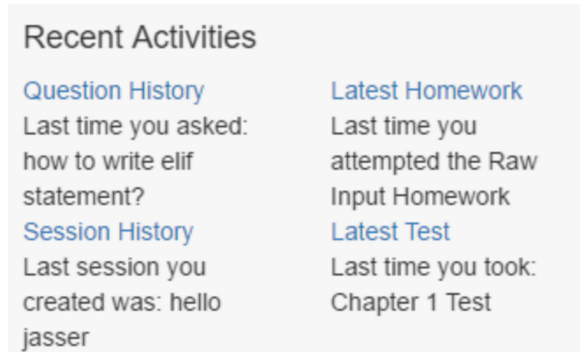 Recent Activities
Question History
Last time you asked:
how to write elif
statement?
Session History
Last session you
created was: hello
jasser
Latest Homework
Last time you
attempted the Raw
Input Homework
Latest Test
Last time you took:
Chapter 1 Test